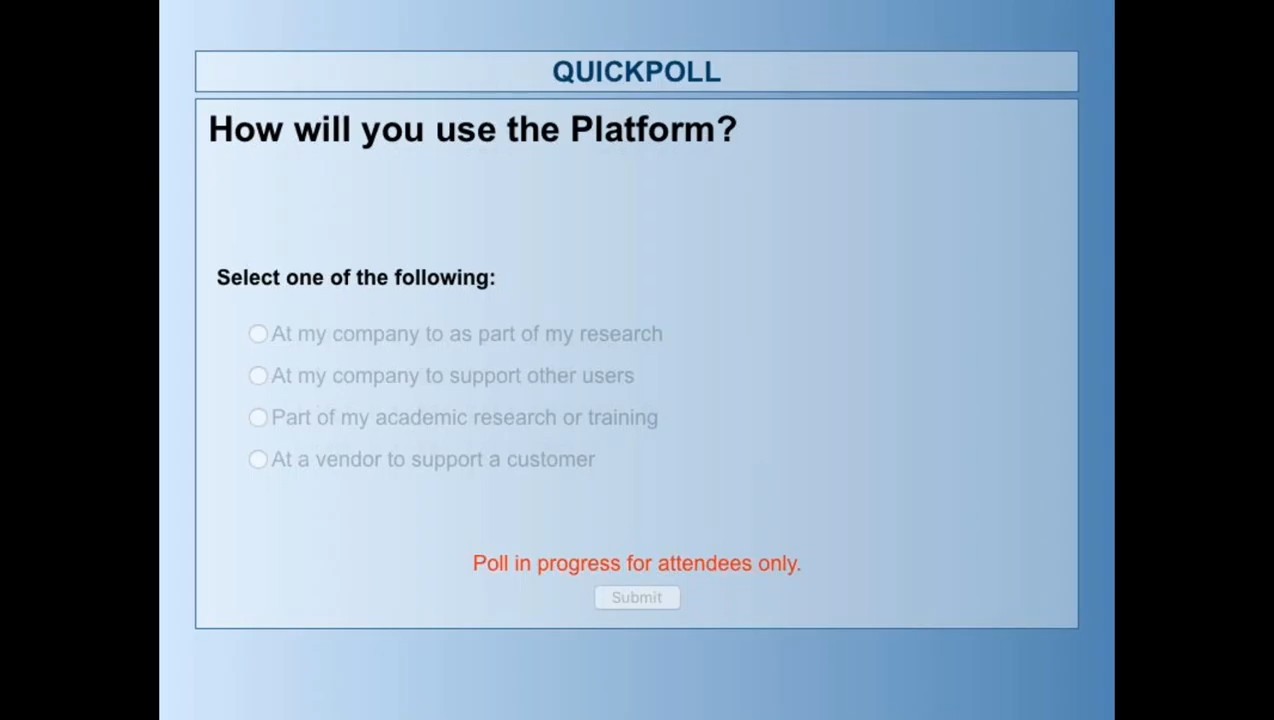 QUICKPOLL
How will you use the Platform?
Select one of the following:
At my company to as part of my research
At my company to support other users
Part of my academic research or training
At a vendor to support a customer
Poll in progress for attendees only.
Submit